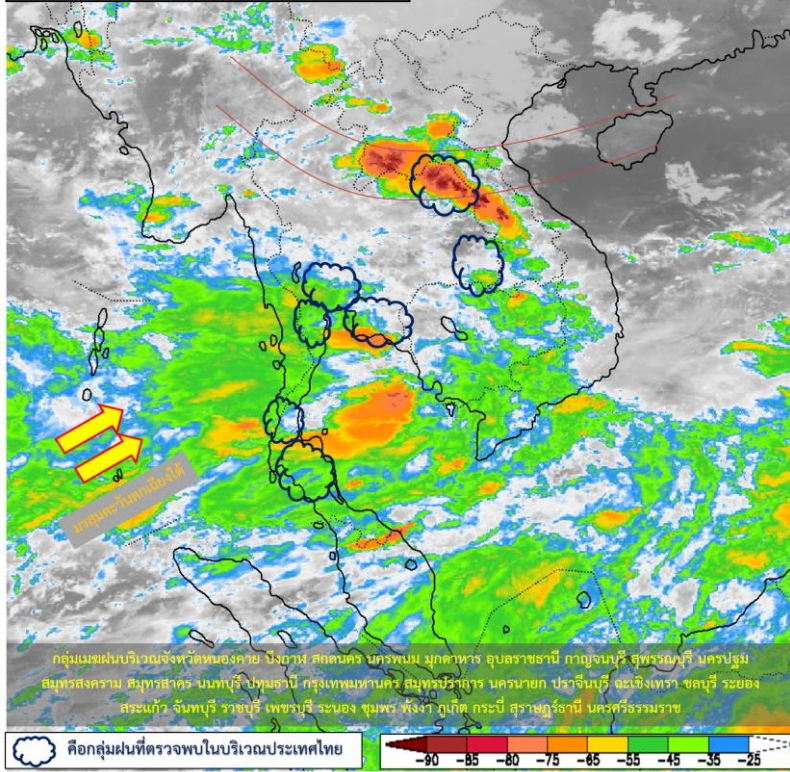 มรสุมตะวันตกเฉียงใต้
กลุ่มเมฆฝนบริเวณจังหวัดหนองคาย บึงกาฬ สกลนคร นครพนม มุกดาหาร อุบลราชธานี กาญจนบุรี สุพรรณบุรี นครปฐม
สมุทรสงคราม สมุทรสาคร นนทบุรี ปทุมธานี กรุงเทพมหานคร สมุทรปราการ นครนายก ปราจีนบุรี ฉะเชิงเทรา ชลบุรี ระยอง
สระแก้ว จันทบุรี ราชบุรี เพชรบุรี ระนอง ชุมพร พังงา ภูเก็ต กระบี่ สุราษฎร์ธานี นครศรีธรรมราช
คือกลุ่มฝนที่ตรวจพบในบริเวณประเทศไทย
-90 -85 -80 -75 -65 -55 -45 -35 -25